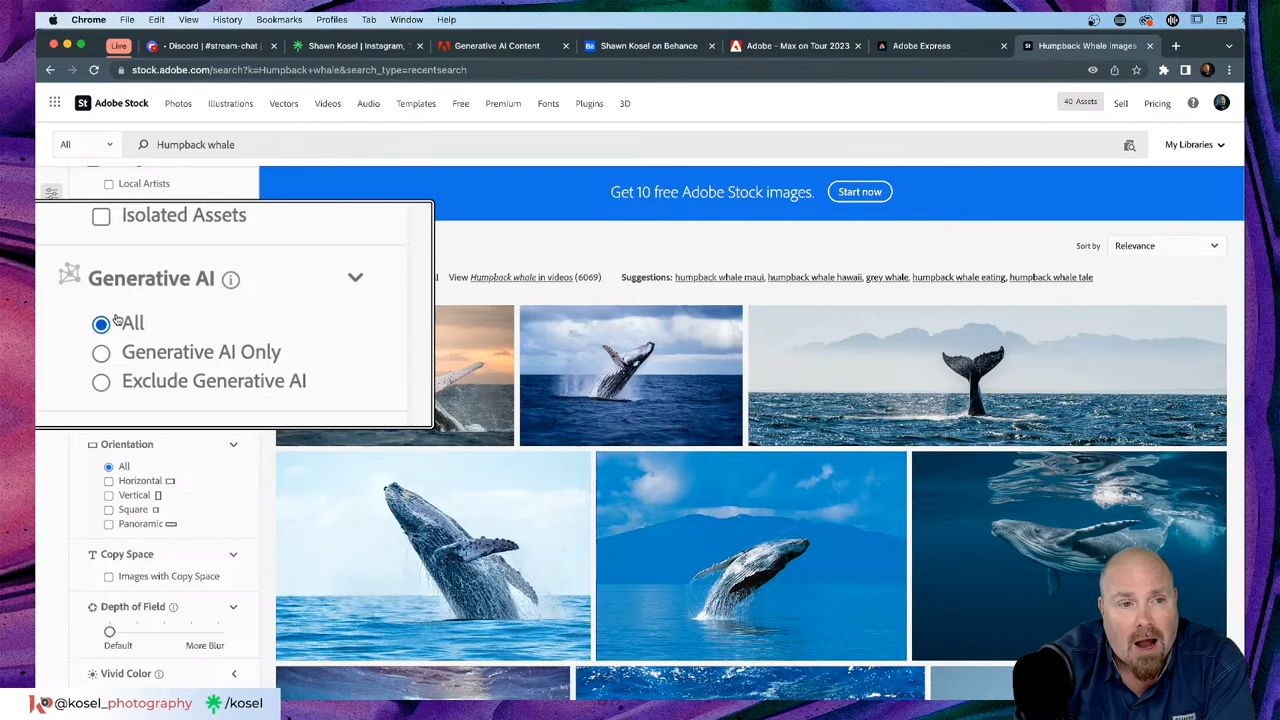 Chrome File Edit View History Bookmarks Profiles Tab Window Help
Live • Discord | #stream-chat Shawn Kosel | Instagram, T Generative AI Content Shawn Kosel on Behance Adobe - Max on Tour 2023 Adobe Express Humpback Whale Images
stock.adobe.com/search?k=Humpback+whale&search_type=recentsearch
St Adobe Stock Photos Illustrations Vectors Videos Audio Templates Free Premium Fonts Plugins 3D 40 Assets Sell Pricing
All Humpback whale My Libraries
Local Artists
Get 10 free Adobe Stock images. Start now
Isolated Assets
Sort by Relevance
Generative AI
View Humpback whale in videos (6069) Suggestions: humpback whale maui, humpback whale hawaii, grey whale, humpback whale eating, humpback whale tale
All
Generative AI Only
Exclude Generative AI
Orientation
All
Horizontal
Vertical
Square
Panoramic
Copy Space
Images with Copy Space
Depth of Field
Default More Blur
Vivid Color
@kosel_photography /kosel